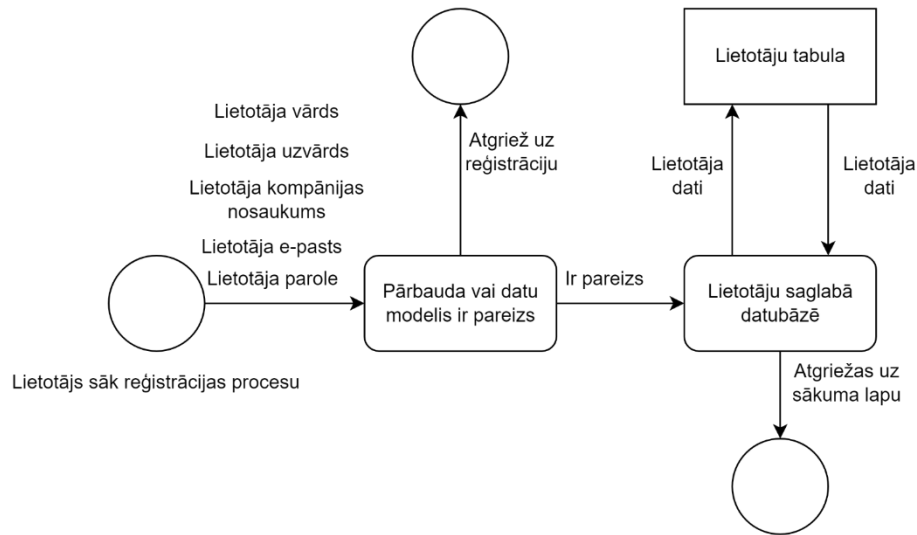 Lietotāju tabula
Lietotāja vārds
Lietotāja uzvārds
Lietotāja kompānijas
nosaukums
Lietotāja e-pasts
Lietotāja parole
Atgriež uz
reģistrāciju
Lietotāja
dati
Lietotāja
dati
Pārbauda vai datu
modelis ir pareizs
Ir pareizs
Lietotāju saglabā
datubāzē
Lietotājs sāk reģistrācijas procesu
Atgriežas uz
sākuma lapu